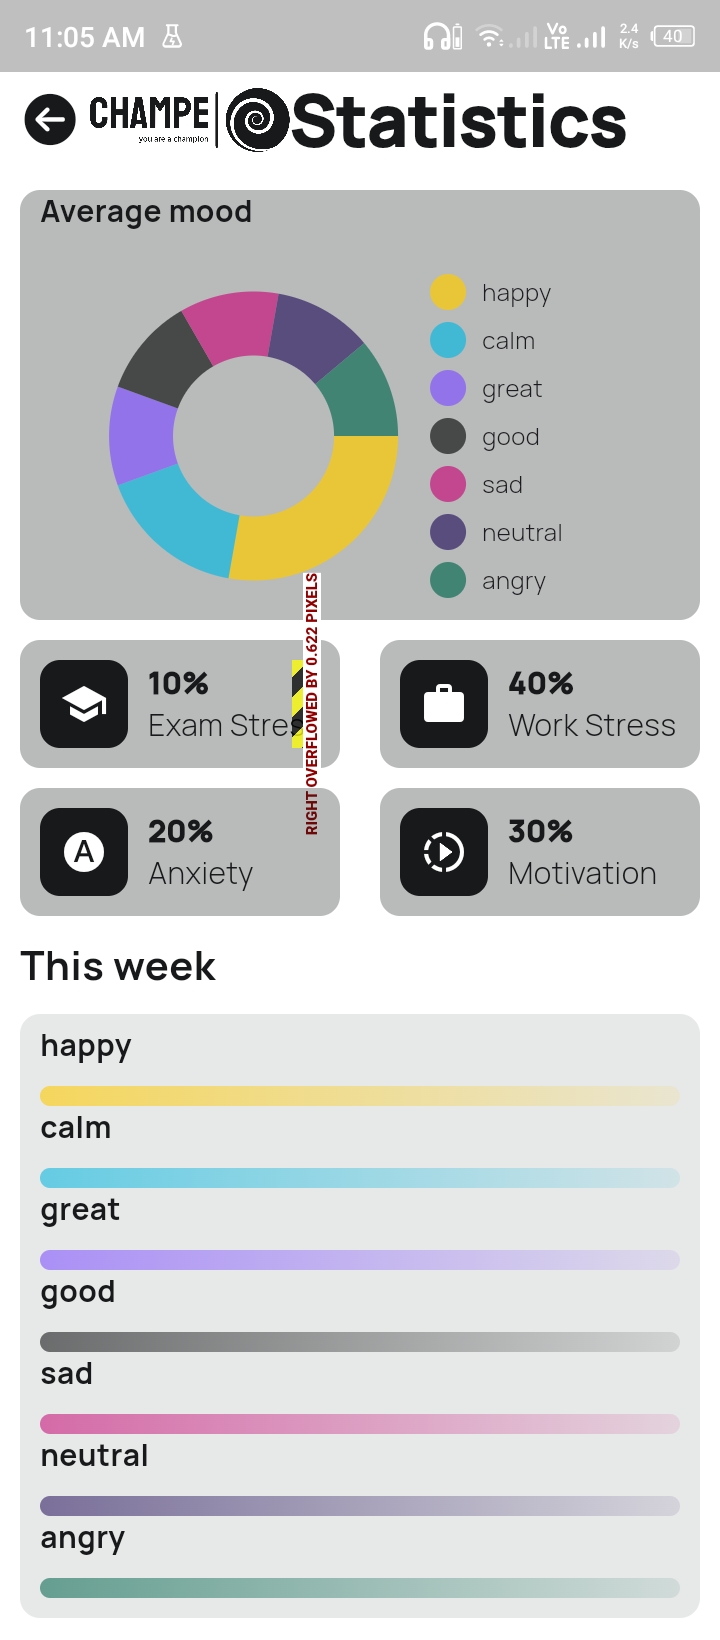 11:05 AM
Vo LTE
2.4 K/s
40
CHAMPE
you are a champion
Statistics
Average mood
happy
calm
great
good
sad
neutral
angry
10%
Exam Stres
RIGHT OVERFLOWED BY 0.622 PIXELS
40%
Work Stress
A
20%
Anxiety
30%
Motivation
This week
happy
calm
great
good
sad
neutral
angry